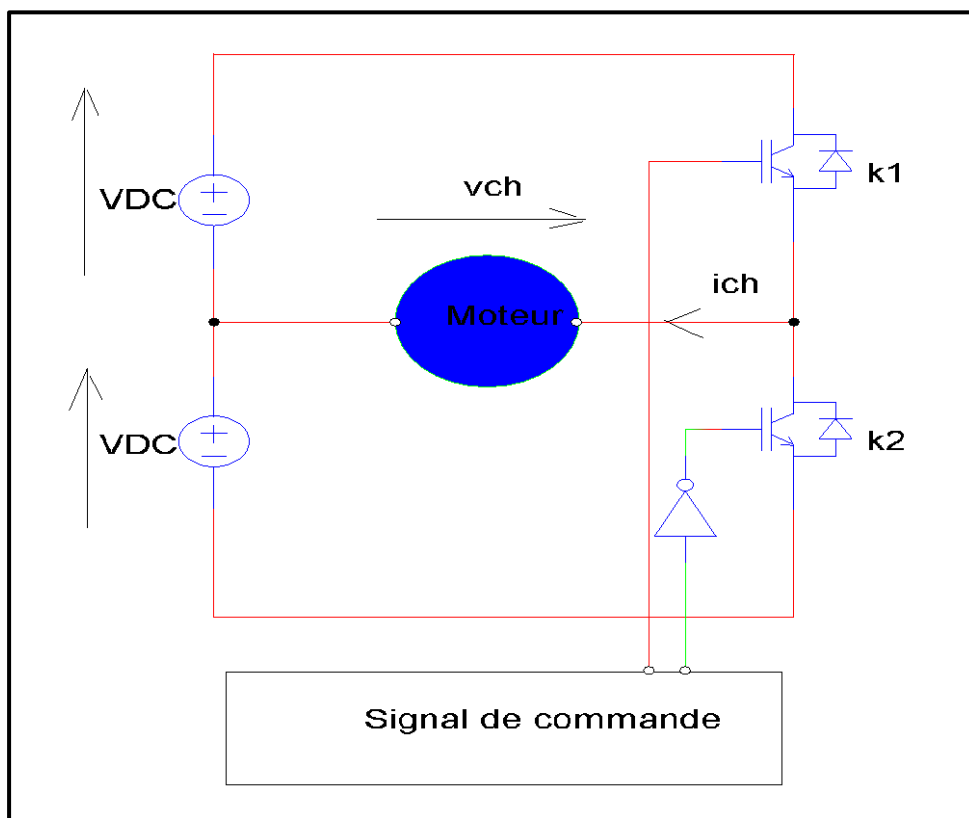 VDC
vch
k1
ich
Moteur
VDC
k2
Signal de commande